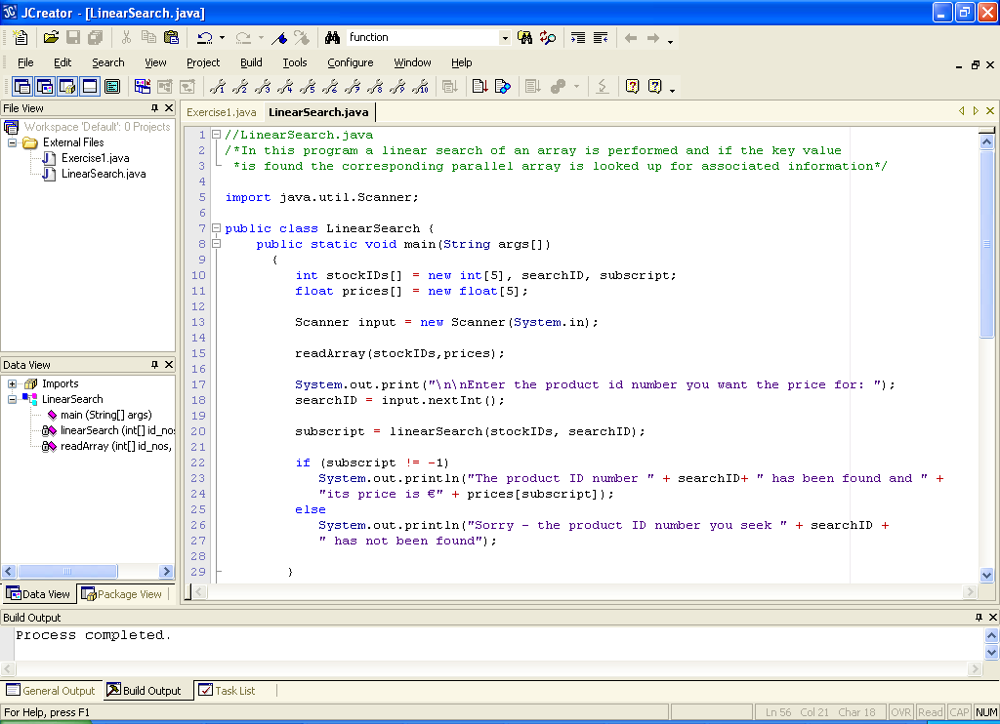 JCreator - [LinearSearch.java]
function
File Edit Search View Project Build Tools Configure Window Help
File View
Workspace 'Default': 0 Projects
External Files
Exercise1.java
LinearSearch.java
Data View
Imports
LinearSearch
main (String[] args)
linearSearch (int[] id_nos
readArray (int[] id_nos,
Data View Package View
Exercise1.java LinearSearch.java
1 //LinearSearch.java
2 /*In this program a linear search of an array is performed and if the key value
3 *is found the corresponding parallel array is looked up for associated information*/
4
5 import java.util.Scanner;
6
7 public class LinearSearch {
8 public static void main(String args[])
9 {
10 int stockIDs[] = new int[5], searchID, subscript;
11 float prices[] = new float[5];
12
13 Scanner input = new Scanner(System.in);
14
15 readArray(stockIDs,prices);
16
17 System.out.print("\n\nEnter the product id number you want the price for: ");
18 searchID = input.nextInt();
19
20 subscript = linearSearch(stockIDs, searchID);
21
22 if (subscript != -1)
23 System.out.println("The product ID number " + searchID+ " has been found and " +
24 "its price is €" + prices[subscript]);
25 else
26 System.out.println("Sorry - the product ID number you seek " + searchID +
27 " has not been found");
28
29 }
Build Output
Process completed.
General Output Build Output Task List
For Help, press F1
Ln 56 Col 21 Char 18 OVR Read CAP NUM